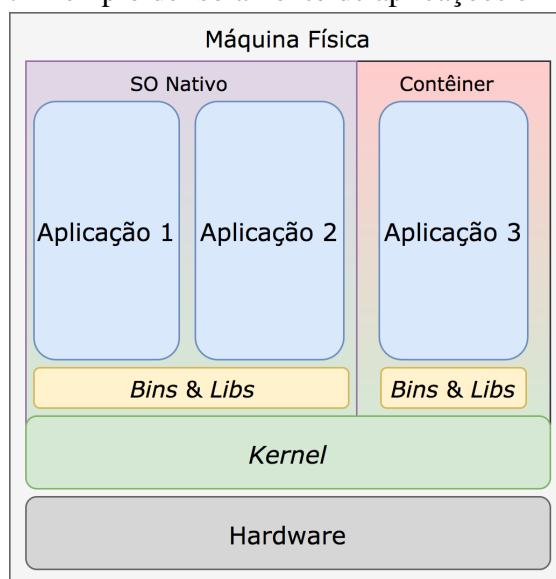 Máquina Física
SO Nativo
Contêiner
Aplicação 1
Aplicação 2
Aplicação 3
Bins & Libs
Bins & Libs
Kernel
Hardware